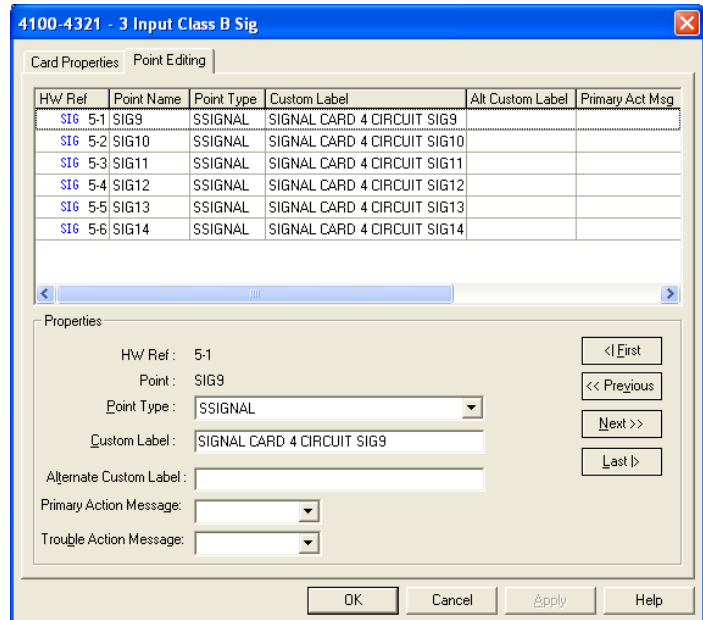 4100-4321 - 3 Input Class B Sig
Card Properties Point Editing
HW Ref Point Name Point Type Custom Label Alt Custom Label Primary Act Msg
SIG 5-1 SIG9 SSIGNAL SIGNAL CARD 4 CIRCUIT SIG9
SIG 5-2 SIG10 SSIGNAL SIGNAL CARD 4 CIRCUIT SIG10
SIG 5-3 SIG11 SSIGNAL SIGNAL CARD 4 CIRCUIT SIG11
SIG 5-4 SIG12 SSIGNAL SIGNAL CARD 4 CIRCUIT SIG12
SIG 5-5 SIG13 SSIGNAL SIGNAL CARD 4 CIRCUIT SIG13
SIG 5-6 SIG14 SSIGNAL SIGNAL CARD 4 CIRCUIT SIG14
Properties
HW Ref : 5-1
Point : SIG9
Point Type : SSIGNAL
Custom Label : SIGNAL CARD 4 CIRCUIT SIG9
Alternate Custom Label :
Primary Action Message:
Trouble Action Message:
<| First
<< Previous
Next >>
Last |>
OK Cancel Apply Help